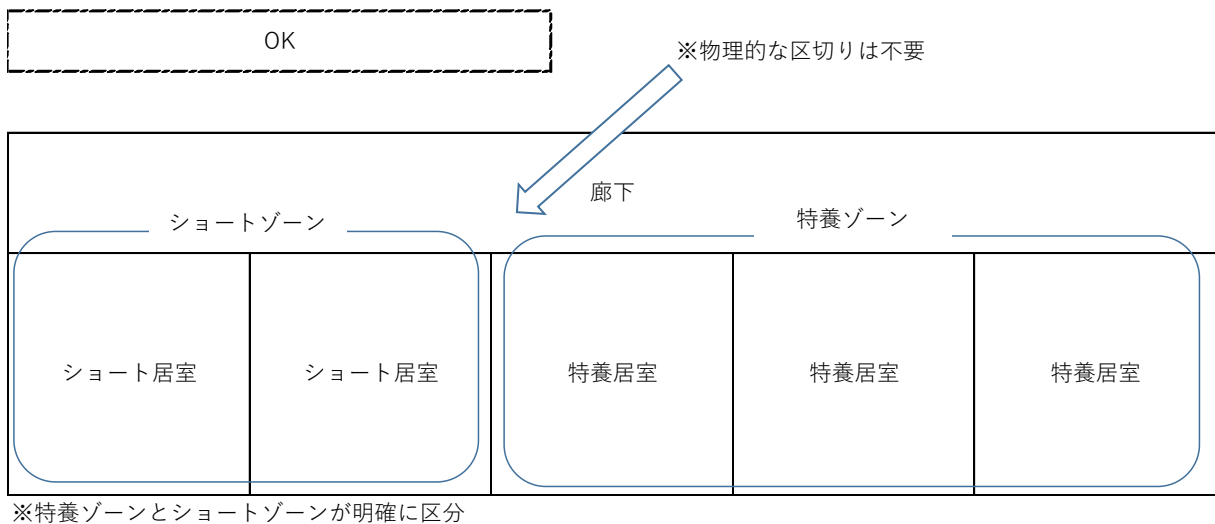 OK
※物理的な区切りは不要
廊下
ショートゾーン
特養ゾーン
ショート居室
ショート居室
特養居室
特養居室
特養居室
※特養ゾーンとショートゾーンが明確に区分